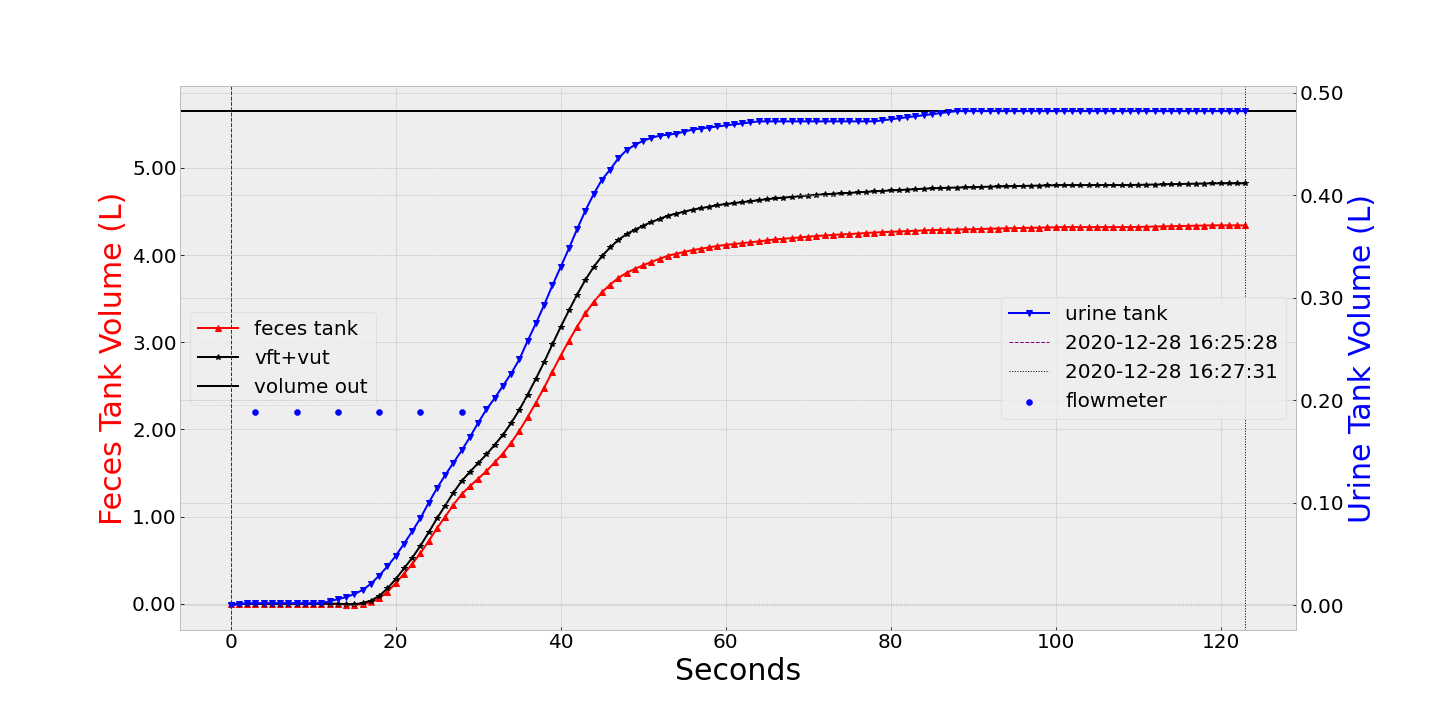 Feces Tank Volume (L)
5.00
4.00
3.00
2.00
1.00
0.00
feces tank
vft+vut
volume out
urine tank
2020-12-28 16:25:28
2020-12-28 16:27:31
flowmeter
0.50
0.40
0.30
0.20
0.10
0.00
Urine Tank Volume (L)
0 20 40 60 80 100 120
Seconds